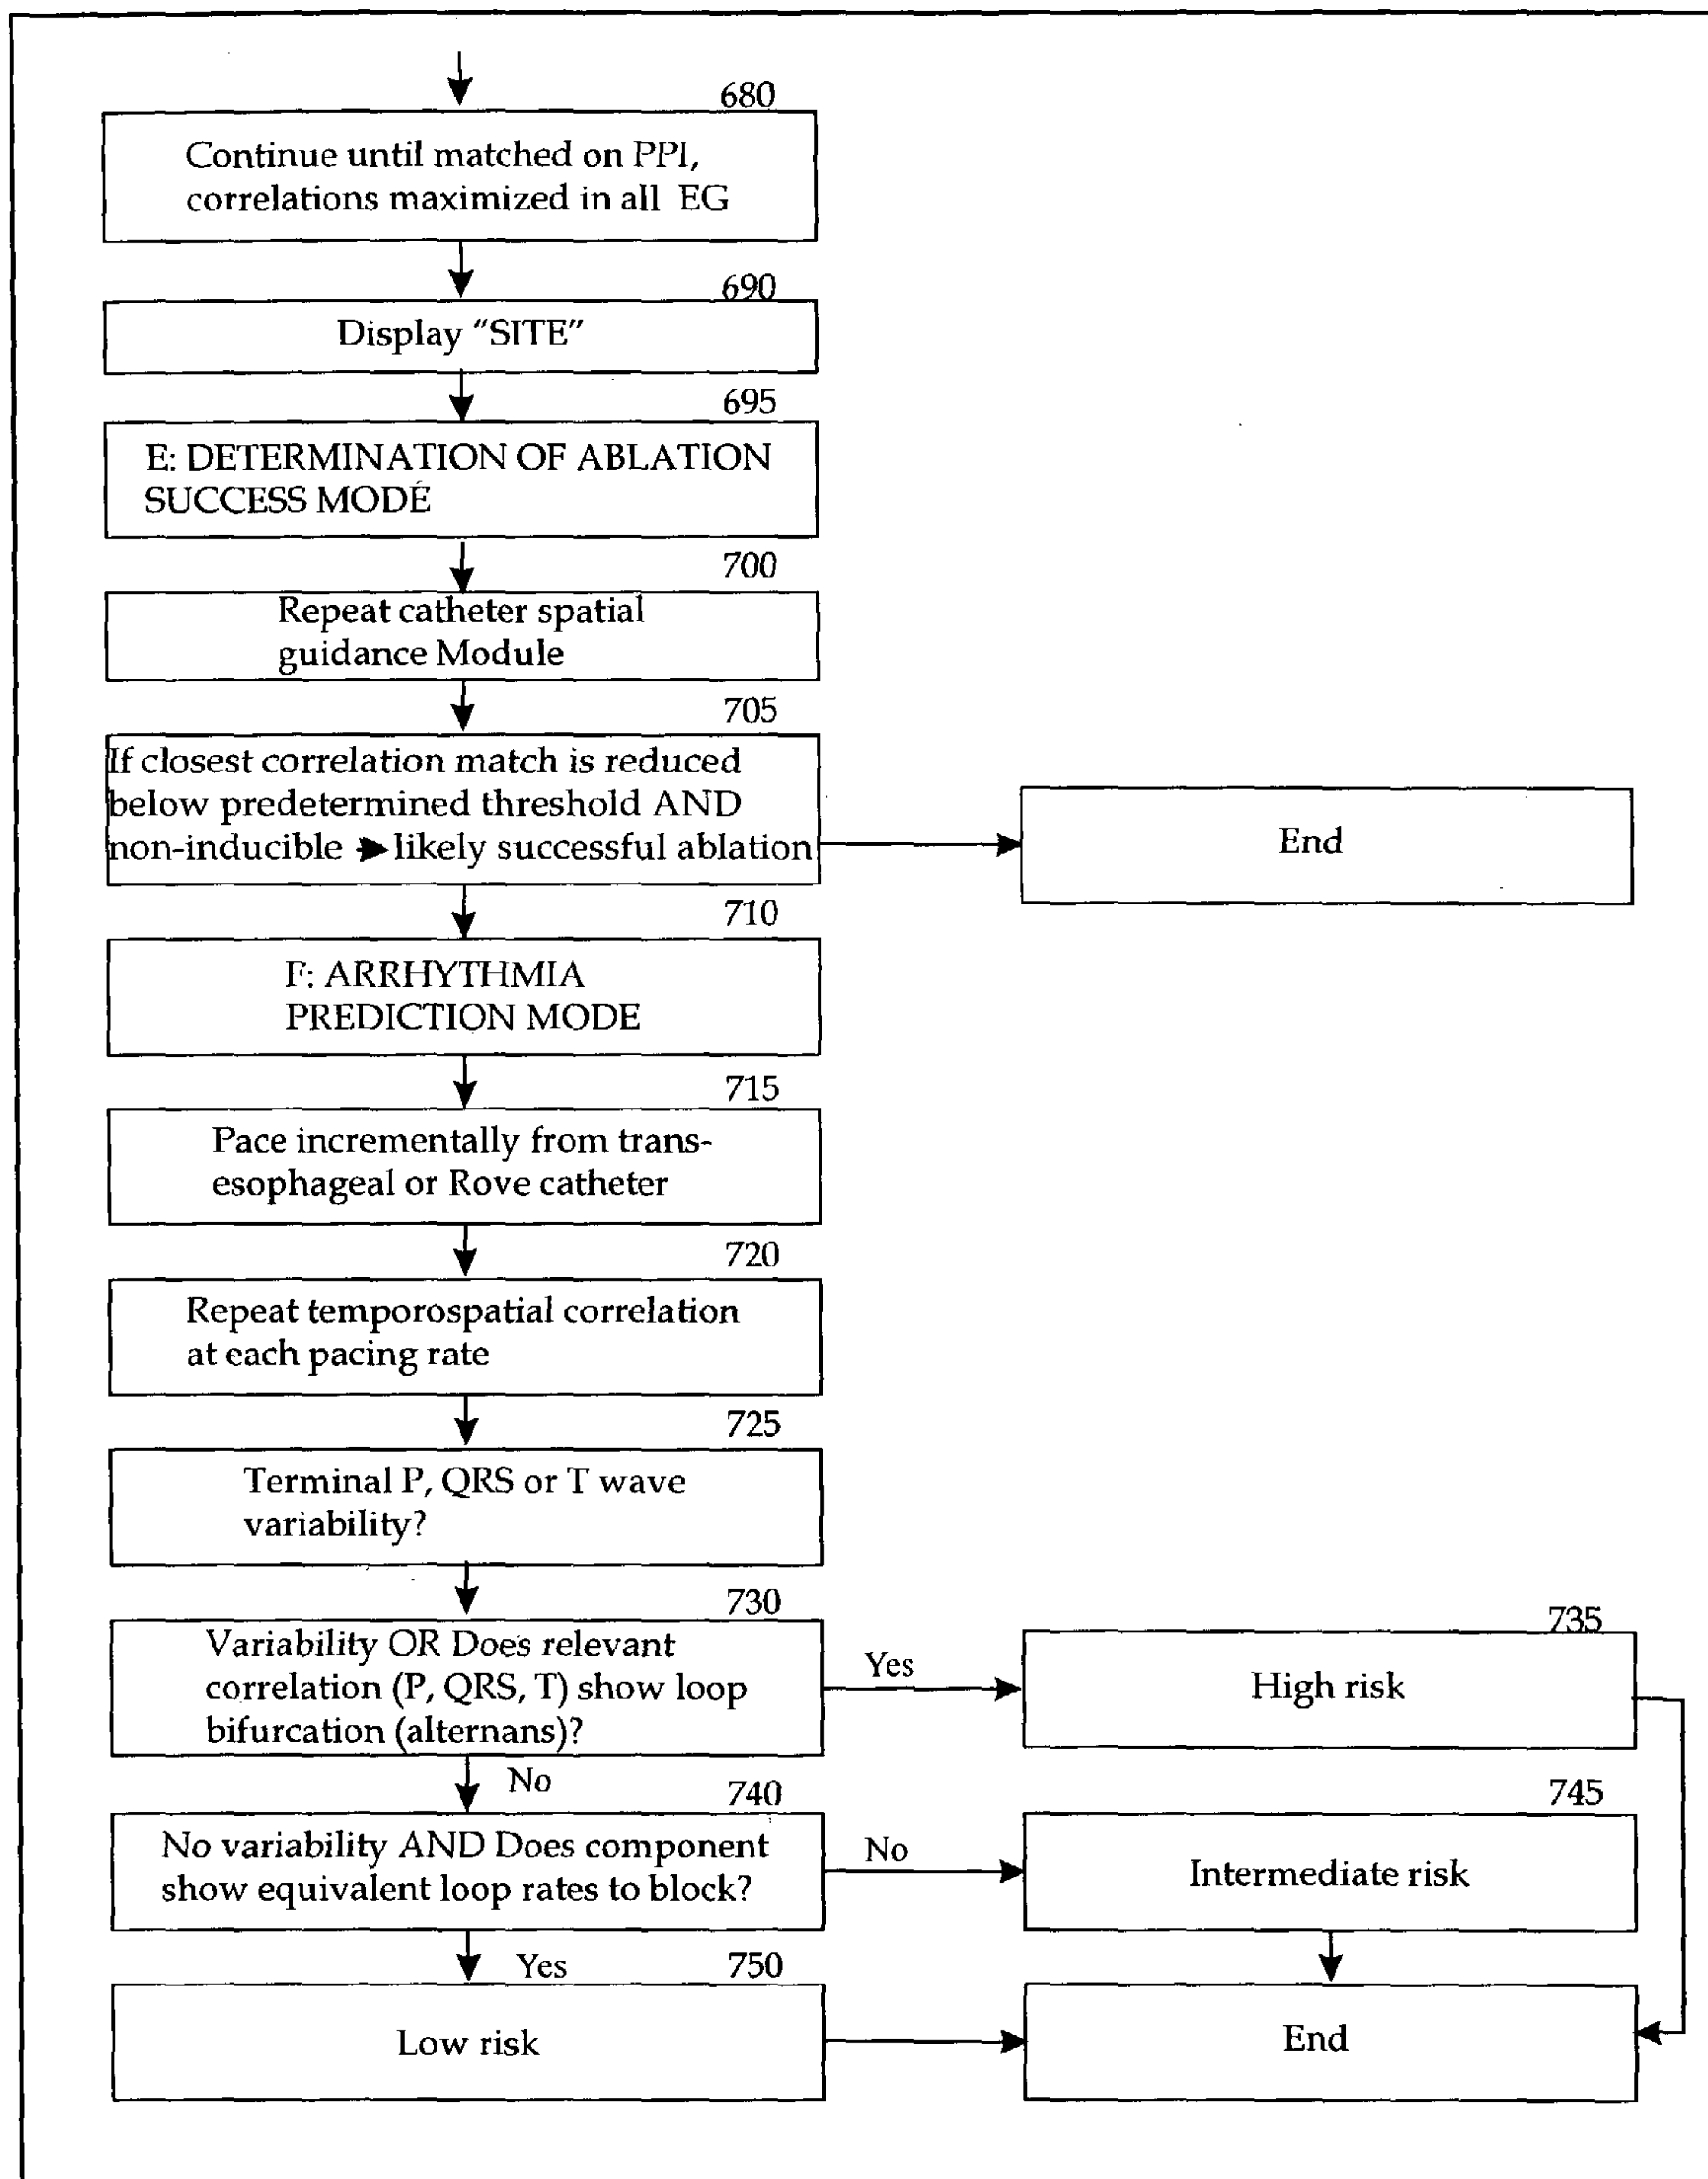 680
Continue until matched on PPI,
correlations maximized in all EG
690
Display "SITE"
695
E: DETERMINATION OF ABLATION
SUCCESS MODE
700
Repeat catheter spatial
guidance Module
705
If closest correlation match is reduced
below predetermined threshold AND
non-inducible → likely successful ablation
End
710
F: ARRHYTHMIA
PREDICTION MODE
715
Pace incrementally from trans-
esophageal or Rove catheter
720
Repeat temporospatial correlation
at each pacing rate
725
Terminal P, QRS or T wave
variability?
730
Variability OR Does relevant
correlation (P, QRS, T) show loop
bifurcation (alternans)?
Yes
735
High risk
No
740
No variability AND Does component
show equivalent loop rates to block?
No
745
Intermediate risk
Yes
750
Low risk
End